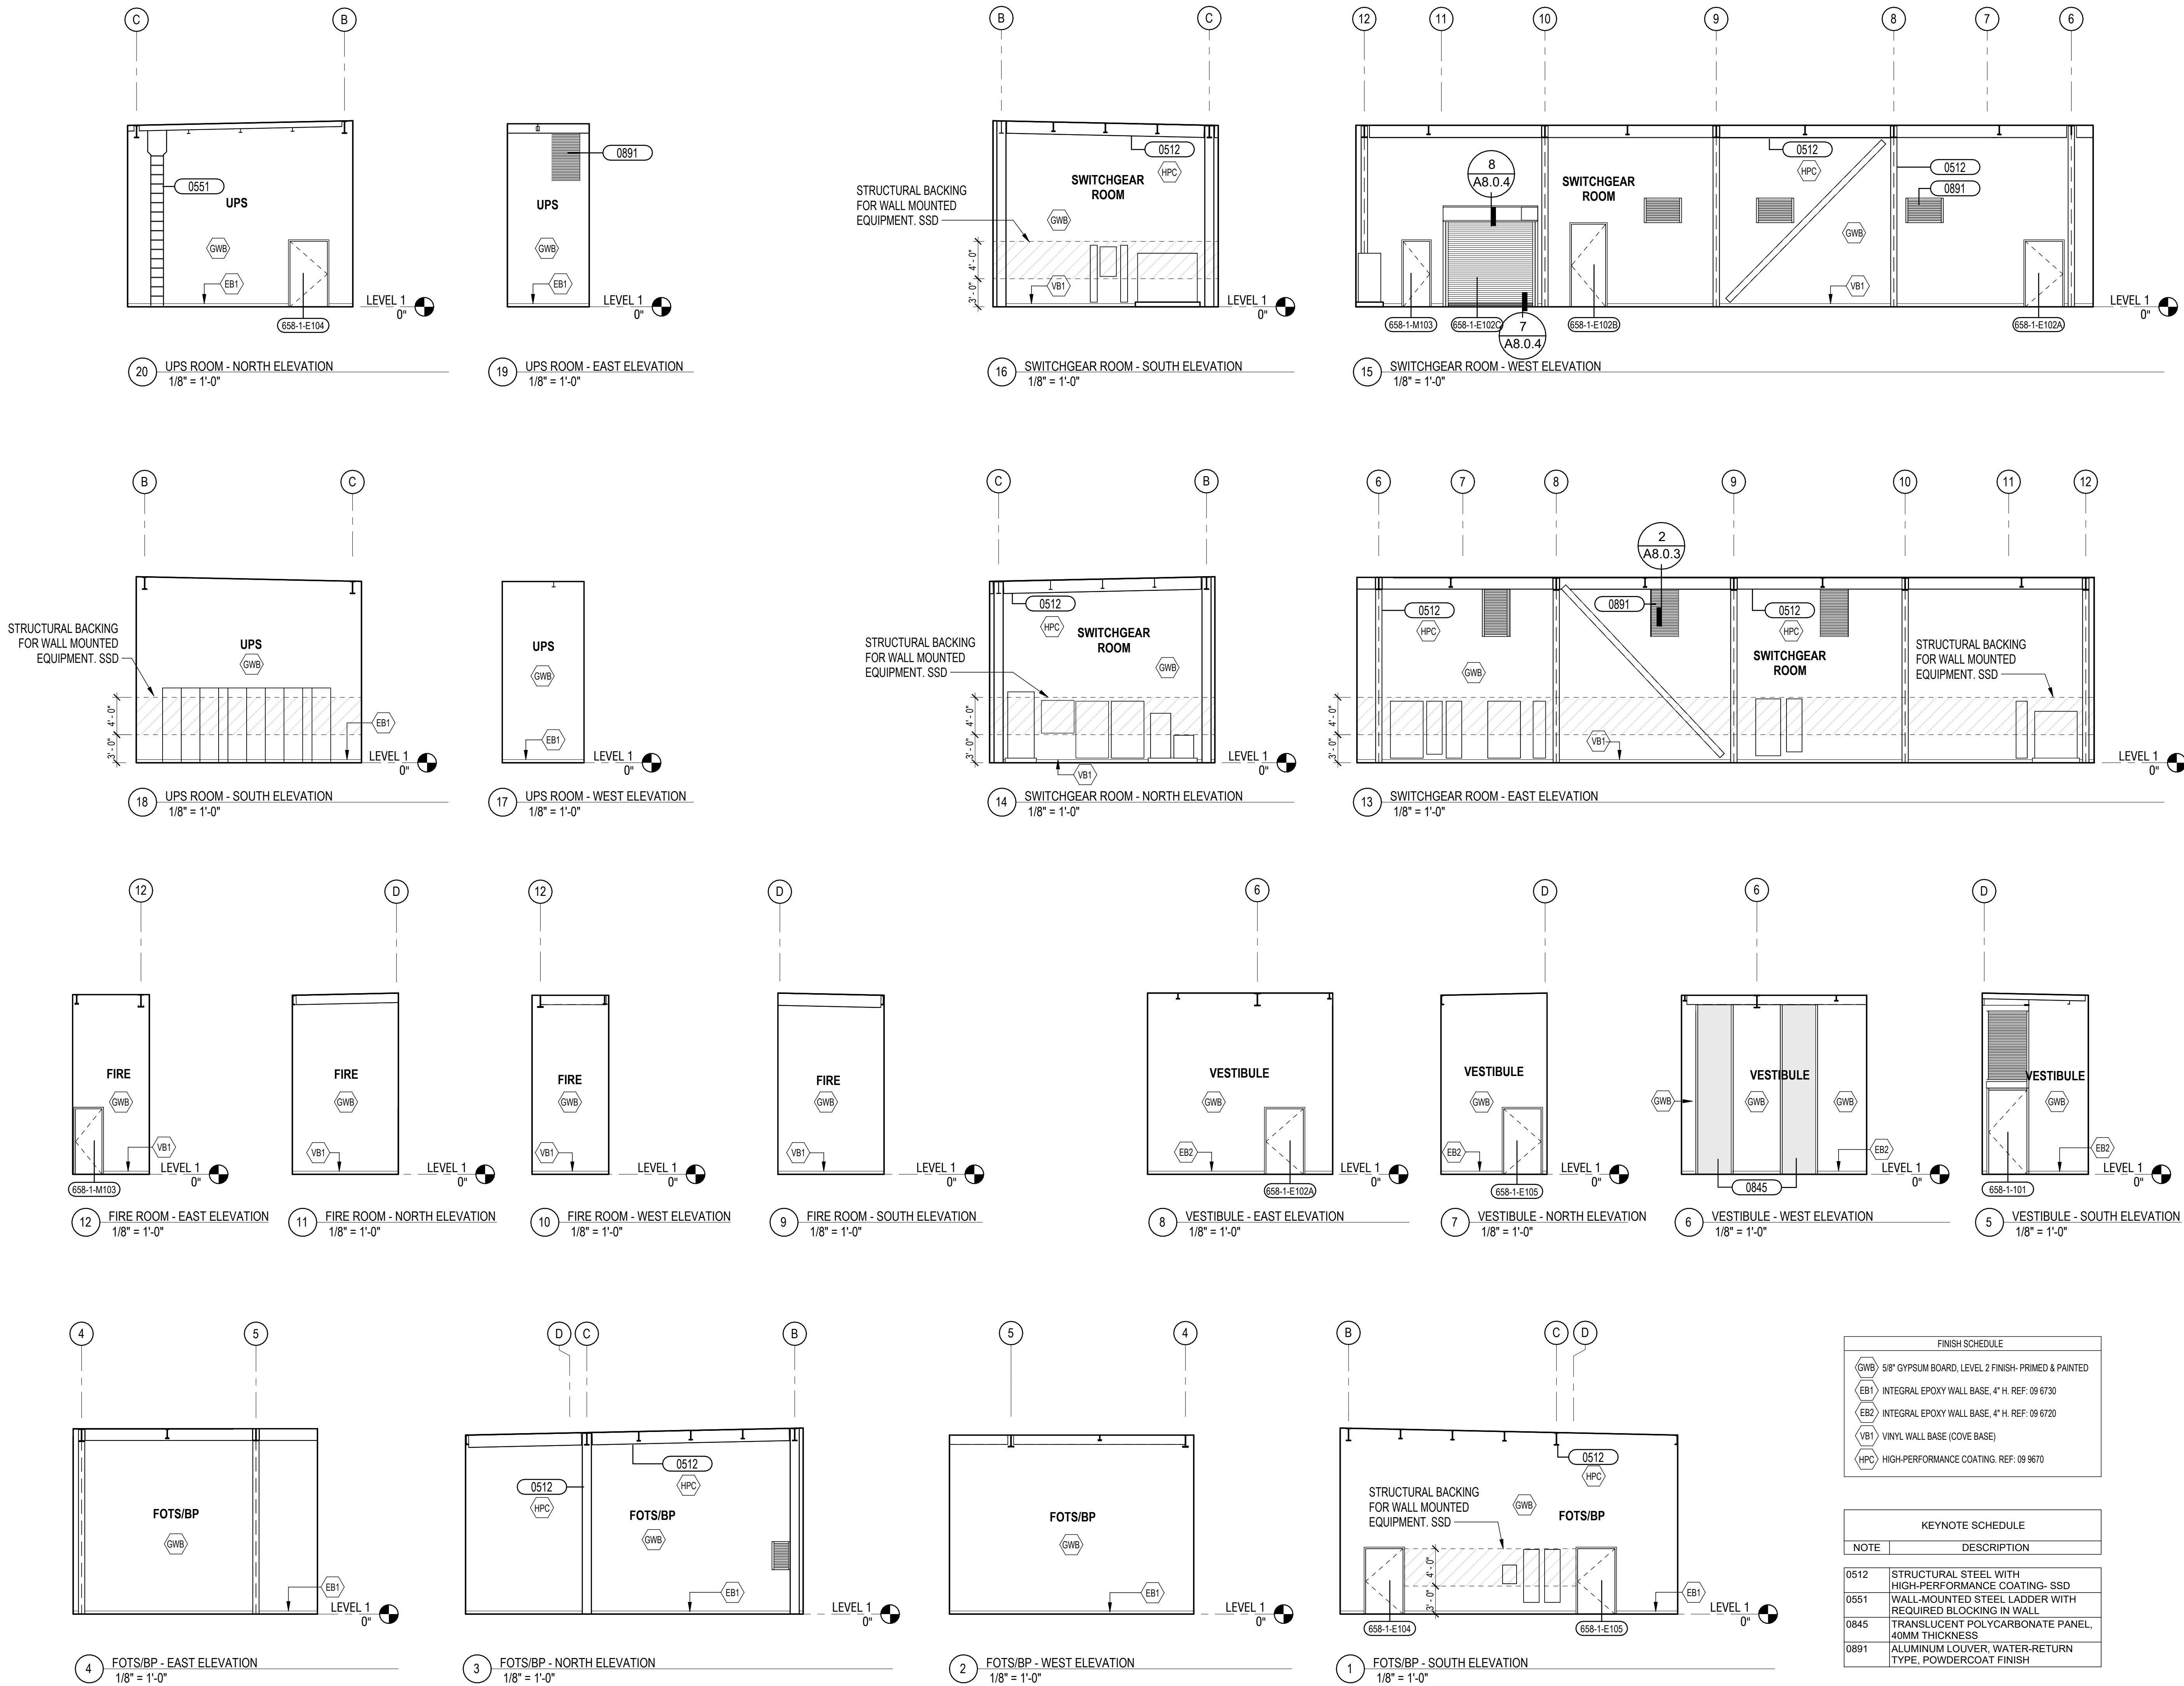 C
B
0551
UPS
GWB
EB1
658-1-E104
LEVEL 1
0"
20
UPS ROOM - NORTH ELEVATION
1/8" = 1'-0"
0891
UPS
GWB
EB1
LEVEL 1
0"
19
UPS ROOM - EAST ELEVATION
1/8" = 1'-0"
B
C
0512
HPC
SWITCHGEAR
ROOM
STRUCTURAL BACKING
FOR WALL MOUNTED
EQUIPMENT. SSD
GWB
4' - 0"
3' - 0"
VB1
LEVEL 1
0"
16
SWITCHGEAR ROOM - SOUTH ELEVATION
1/8" = 1'-0"
12
11
10
9
8
7
6
0512
HPC
8
A8.0.4
SWITCHGEAR
ROOM
0512
0891
GWB
VB1
658-1-M103
658-1-E102C
7
A8.0.4
658-1-E102B
658-1-E102A
LEVEL 1
0"
15
SWITCHGEAR ROOM - WEST ELEVATION
1/8" = 1'-0"
B
C
STRUCTURAL BACKING
FOR WALL MOUNTED
EQUIPMENT. SSD
UPS
GWB
4' - 0"
3' - 0"
EB1
LEVEL 1
0"
18
UPS ROOM - SOUTH ELEVATION
1/8" = 1'-0"
UPS
GWB
EB1
LEVEL 1
0"
17
UPS ROOM - WEST ELEVATION
1/8" = 1'-0"
C
B
0512
HPC
SWITCHGEAR
ROOM
STRUCTURAL BACKING
FOR WALL MOUNTED
EQUIPMENT. SSD
GWB
4' - 0"
3' - 0"
VB1
LEVEL 1
0"
14
SWITCHGEAR ROOM - NORTH ELEVATION
1/8" = 1'-0"
6
7
8
9
10
11
12
2
A8.0.3
0512
HPC
0891
0512
HPC
SWITCHGEAR
ROOM
STRUCTURAL BACKING
FOR WALL MOUNTED
EQUIPMENT. SSD
GWB
4' - 0"
3' - 0"
VB1
LEVEL 1
0"
13
SWITCHGEAR ROOM - EAST ELEVATION
1/8" = 1'-0"
12
FIRE
GWB
VB1
658-1-M103
LEVEL 1
0"
12
FIRE ROOM - EAST ELEVATION
1/8" = 1'-0"
D
FIRE
GWB
VB1
LEVEL 1
0"
11
FIRE ROOM - NORTH ELEVATION
1/8" = 1'-0"
12
FIRE
GWB
VB1
LEVEL 1
0"
10
FIRE ROOM - WEST ELEVATION
1/8" = 1'-0"
D
FIRE
GWB
VB1
LEVEL 1
0"
9
FIRE ROOM - SOUTH ELEVATION
1/8" = 1'-0"
6
VESTIBULE
GWB
EB2
658-1-E102A
LEVEL 1
0"
8
VESTIBULE - EAST ELEVATION
1/8" = 1'-0"
D
VESTIBULE
GWB
EB2
658-1-E105
LEVEL 1
0"
7
VESTIBULE - NORTH ELEVATION
1/8" = 1'-0"
6
VESTIBULE
GWB
GWB
GWB
EB2
0845
LEVEL 1
0"
6
VESTIBULE - WEST ELEVATION
1/8" = 1'-0"
D
VESTIBULE
GWB
EB2
658-1-101
LEVEL 1
0"
5
VESTIBULE - SOUTH ELEVATION
1/8" = 1'-0"
4
5
FOTS/BP
GWB
EB1
LEVEL 1
0"
4
FOTS/BP - EAST ELEVATION
1/8" = 1'-0"
D
C
B
0512
HPC
0512
HPC
FOTS/BP
GWB
EB1
LEVEL 1
0"
3
FOTS/BP - NORTH ELEVATION
1/8" = 1'-0"
5
4
FOTS/BP
GWB
EB1
LEVEL 1
0"
2
FOTS/BP - WEST ELEVATION
1/8" = 1'-0"
B
C
D
0512
HPC
STRUCTURAL BACKING
FOR WALL MOUNTED
EQUIPMENT. SSD
GWB
FOTS/BP
4' - 0"
3' - 0"
EB1
658-1-E104
658-1-E105
LEVEL 1
0"
1
FOTS/BP - SOUTH ELEVATION
1/8" = 1'-0"
FINISH SCHEDULE
GWB 5/8" GYPSUM BOARD, LEVEL 2 FINISH- PRIMED & PAINTED
EB1 INTEGRAL EPOXY WALL BASE, 4" H. REF: 09 6730
EB2 INTEGRAL EPOXY WALL BASE, 4" H. REF: 09 6720
VB1 VINYL WALL BASE (COVE BASE)
HPC HIGH-PERFORMANCE COATING. REF: 09 9670
KEYNOTE SCHEDULE
NOTE DESCRIPTION
0512 STRUCTURAL STEEL WITH
HIGH-PERFORMANCE COATING- SSD
0551 WALL-MOUNTED STEEL LADDER WITH
REQUIRED BLOCKING IN WALL
0845 TRANSLUCENT POLYCARBONATE PANEL,
40MM THICKNESS
0891 ALUMINUM LOUVER, WATER-RETURN
TYPE, POWDERCOAT FINISH